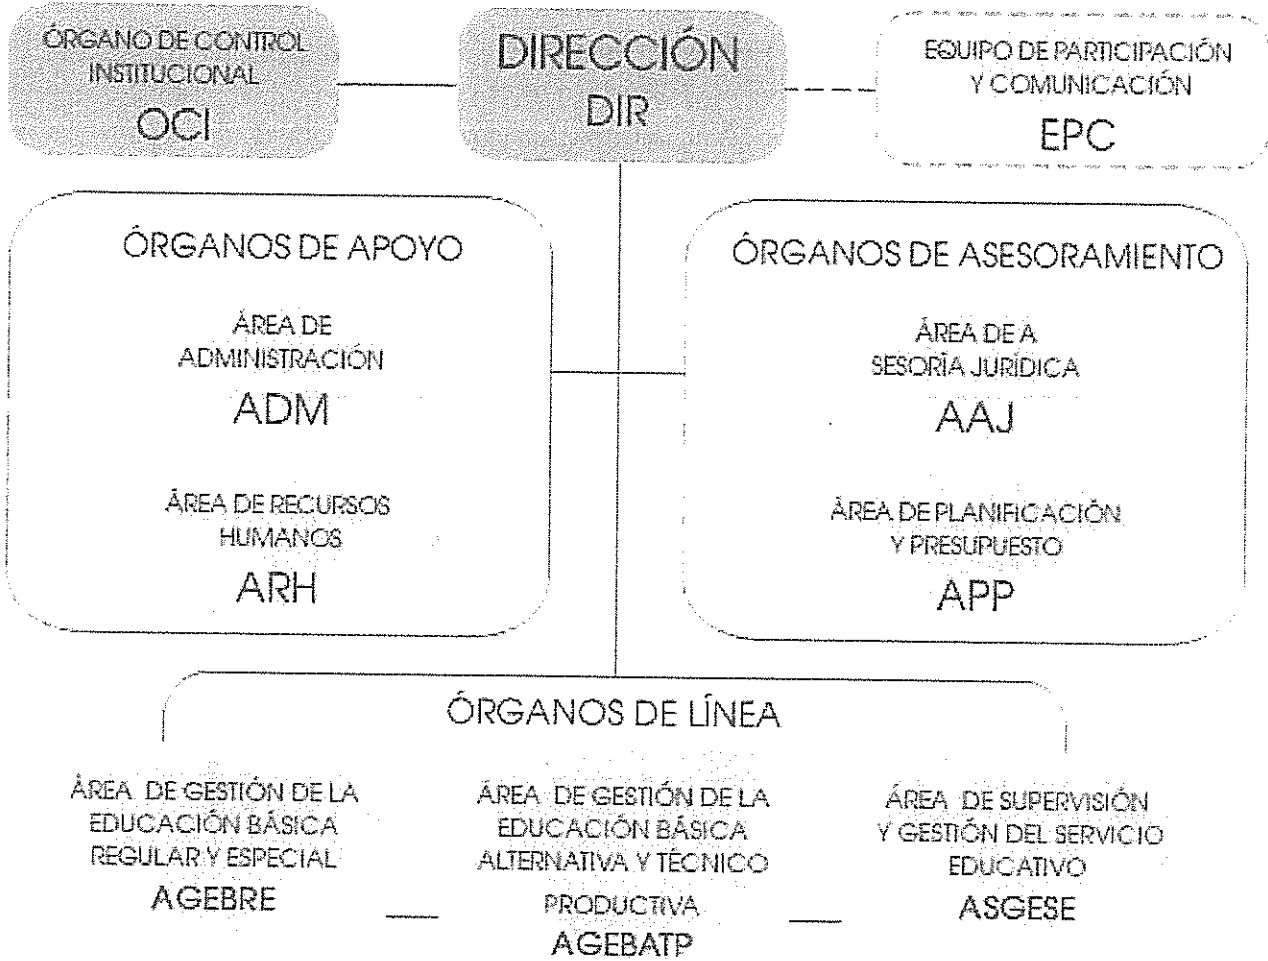 ÓRGANO DE CONTROL
INSTITUCIONAL
OCI
DIRECCIÓN
DIR
EQUIPO DE PARTICIPACIÓN
Y COMUNICACIÓN
EPC
ÓRGANOS DE APOYO
ÁREA DE
ADMINISTRACIÓN
ADM
ÁREA DE RECURSOS
HUMANOS
ARH
ÓRGANOS DE ASESORAMIENTO
ÁREA DE A
SESORÍA JURÍDICA
AAJ
ÁREA DE PLANIFICACIÓN
Y PRESUPUESTO
APP
ÓRGANOS DE LÍNEA
ÁREA DE GESTIÓN DE LA
EDUCACIÓN BÁSICA
REGULAR Y ESPECIAL
AGEBRE
ÁREA DE GESTIÓN DE LA
EDUCACIÓN BÁSICA
ALTERNATIVA Y TÉCNICO
PRODUCTIVA
AGEBATP
ÁREA DE SUPERVISIÓN
Y GESTIÓN DEL SERVICIO
EDUCATIVO
ASGESE